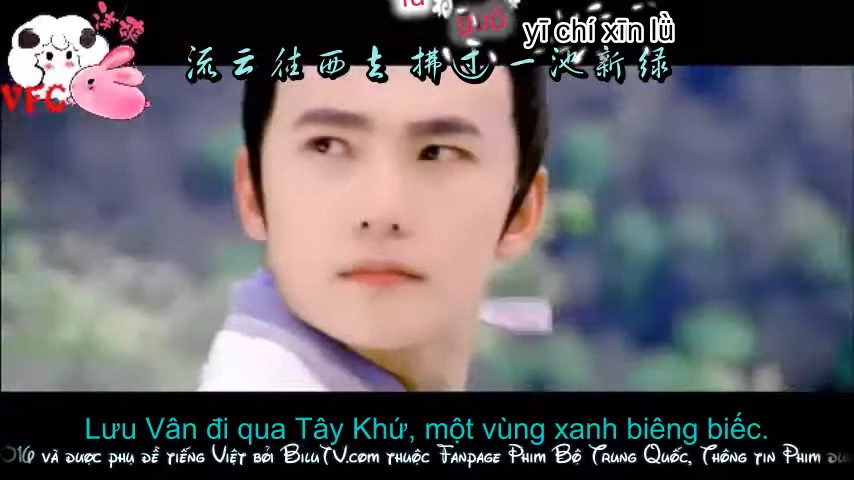 guò yī chí xīn lǜ
流云往西去 拂过一池新绿
VFC
Lưu Vân đi qua Tây Khứ, một vùng xanh biêng biếc.
2016 và được phụ đề tiếng Việt bởi BiluTV.com thuộc Fanpage Phim Bộ Trung Quốc, Thông tin Phim